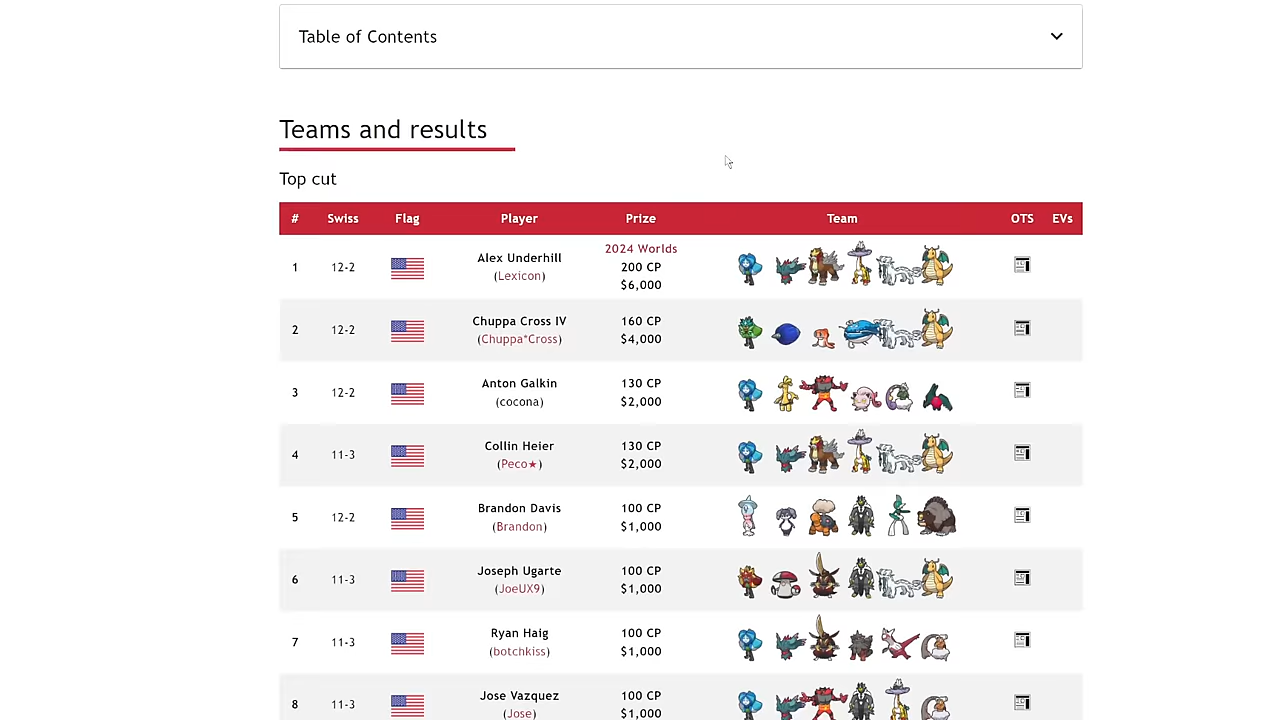 Table of Contents
Teams and results
Top cut
# Swiss Flag Player Prize Team OTS EVs
1 12-2 Alex Underhill (Lexicon) 2024 Worlds 200 CP $6,000
2 12-2 Chuppa Cross IV (Chuppa*Cross) 160 CP $4,000
3 12-2 Anton Galkin (cocona) 130 CP $2,000
4 11-3 Collin Heier (Peco★) 130 CP $2,000
5 12-2 Brandon Davis (Brandon) 100 CP $1,000
6 11-3 Joseph Ugarte (JoeUX9) 100 CP $1,000
7 11-3 Ryan Haig (botchkiss) 100 CP $1,000
8 11-3 Jose Vazquez (Jose) 100 CP $1,000